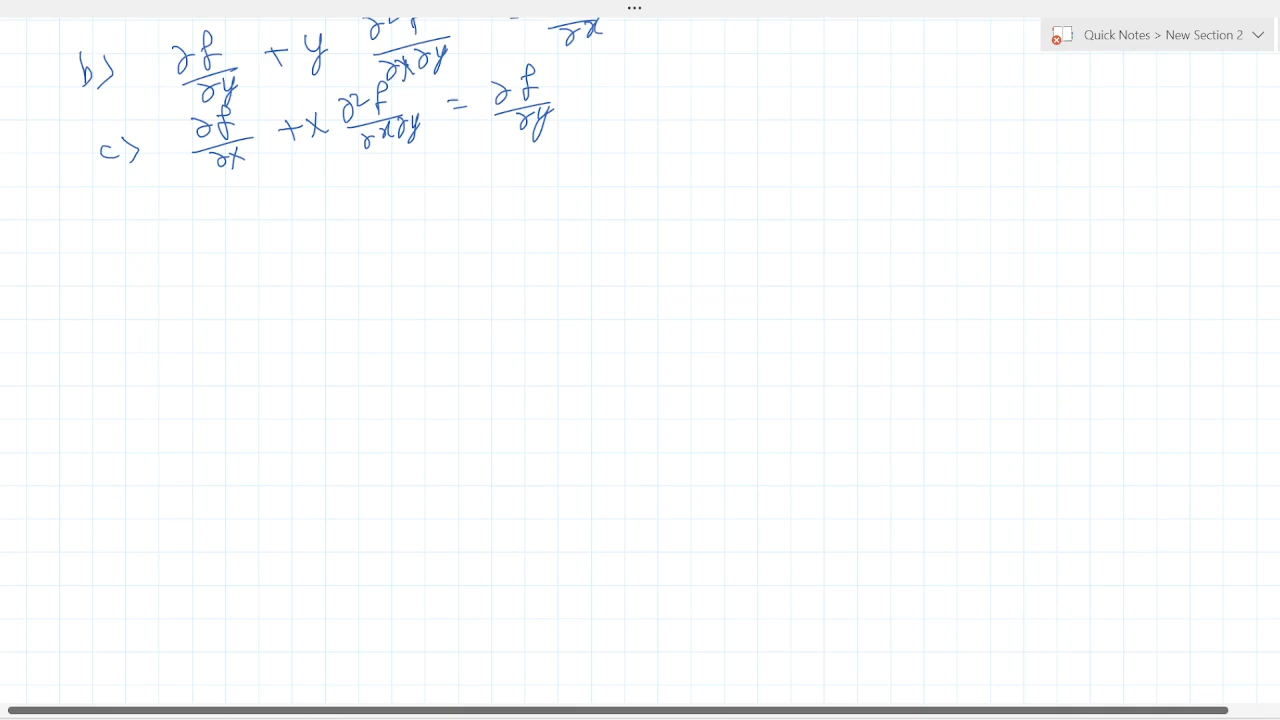 ...
Quick Notes > New Section 2
b) ∂f/∂y + y ∂²f/∂x∂y = /∂x
c) ∂f/∂x + x ∂²f/∂x∂y = ∂f/∂y